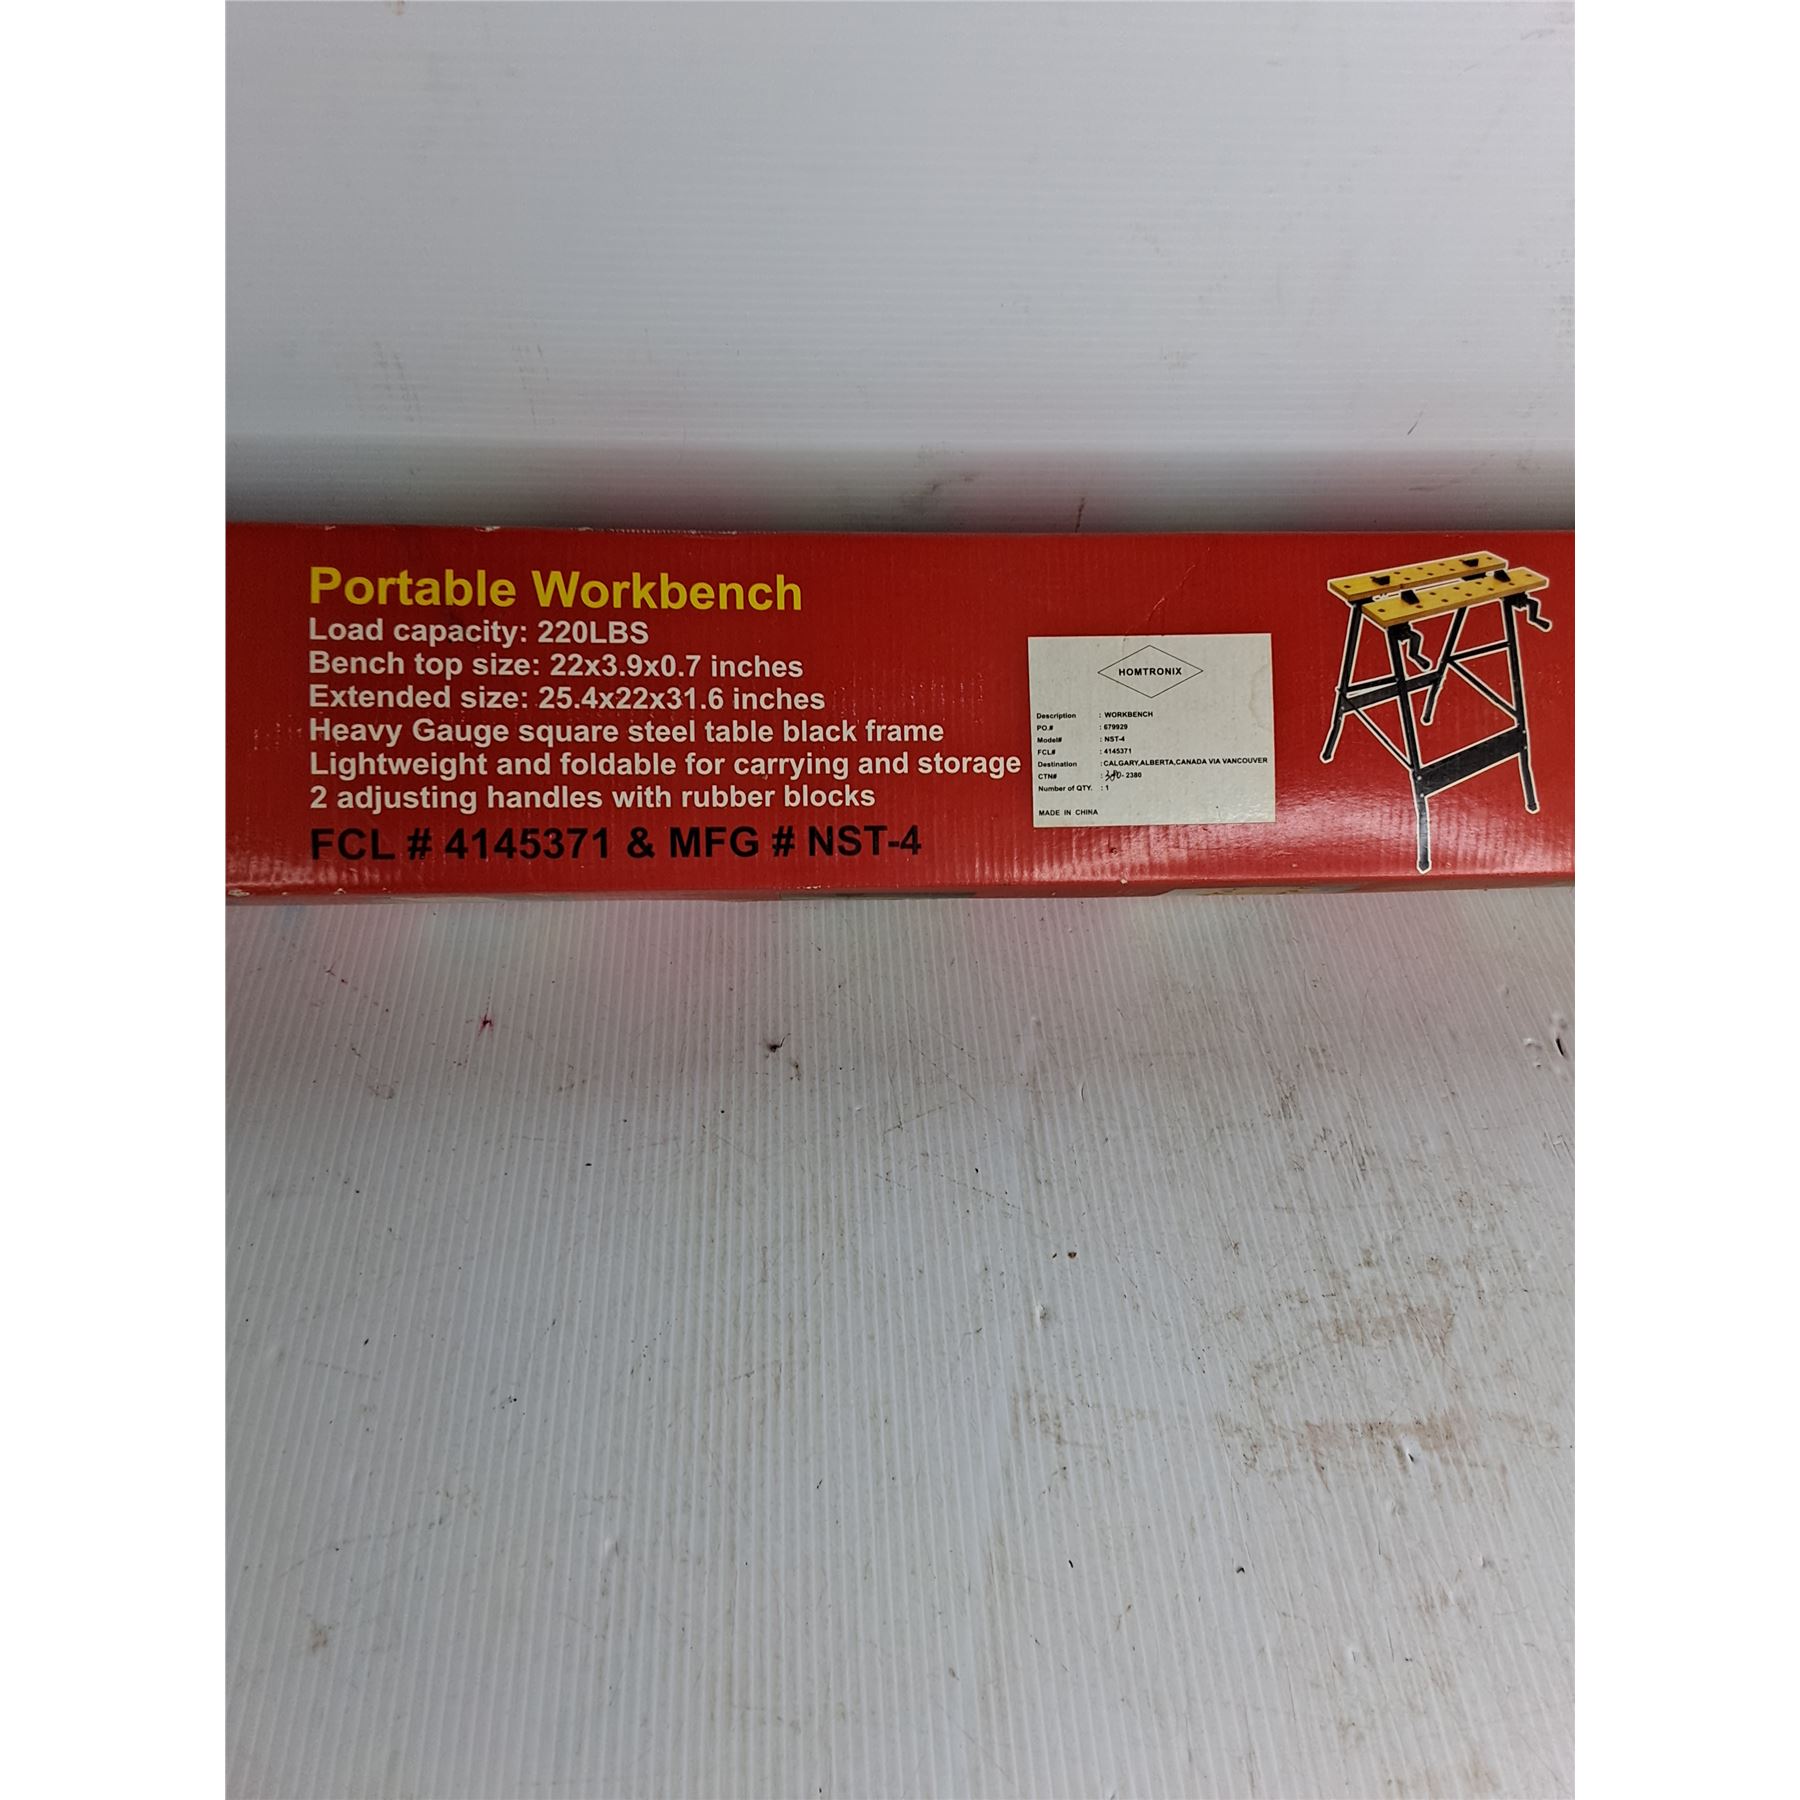 Portable Workbench
Load capacity: 220LBS
Bench top size: 22x3.9x0.7 inches
Extended size: 25.4x22x31.6 inches
Heavy Gauge square steel table black frame
Lightweight and foldable for carrying and storage
2 adjusting handles with rubber blocks
FCL # 4145371 & MFG # NST-4
HOMTRONIX
Description : WORKBENCH
PO.# : 679929
Model# : NST-4
FCL# : 4145371
Destination : CALGARY,ALBERTA,CANADA VIA VANCOUVER
CTN# : - 2380
Number of QTY. : 1
MADE IN CHINA